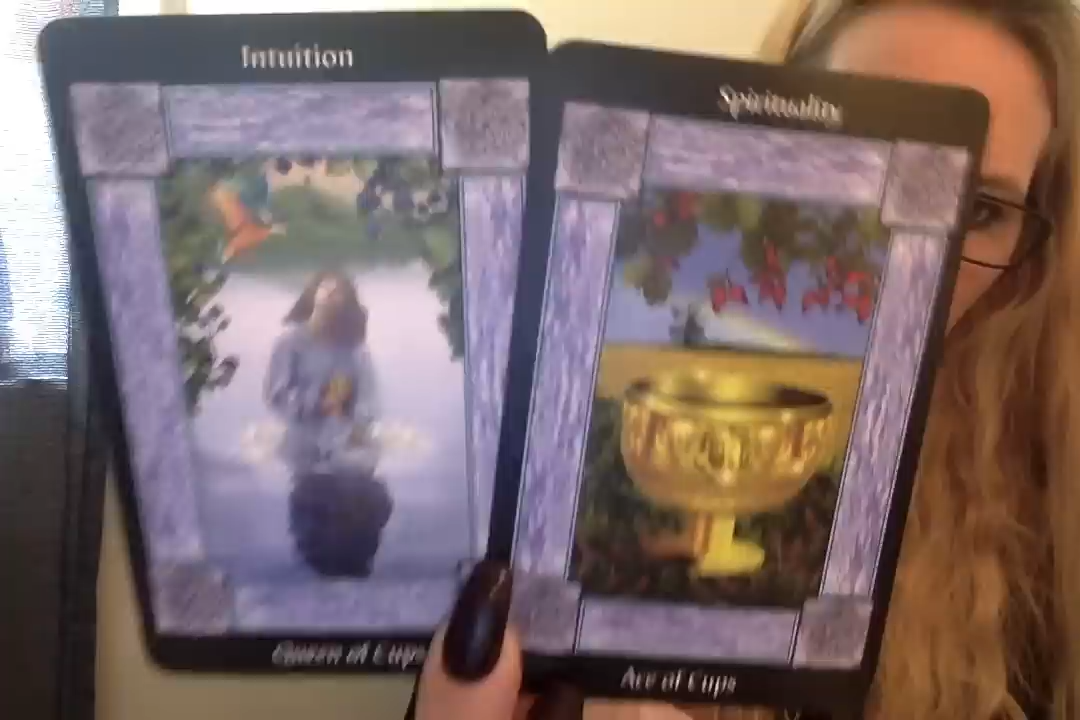 Intuition
Spirituality
Queen of Cups
Ace of Cups